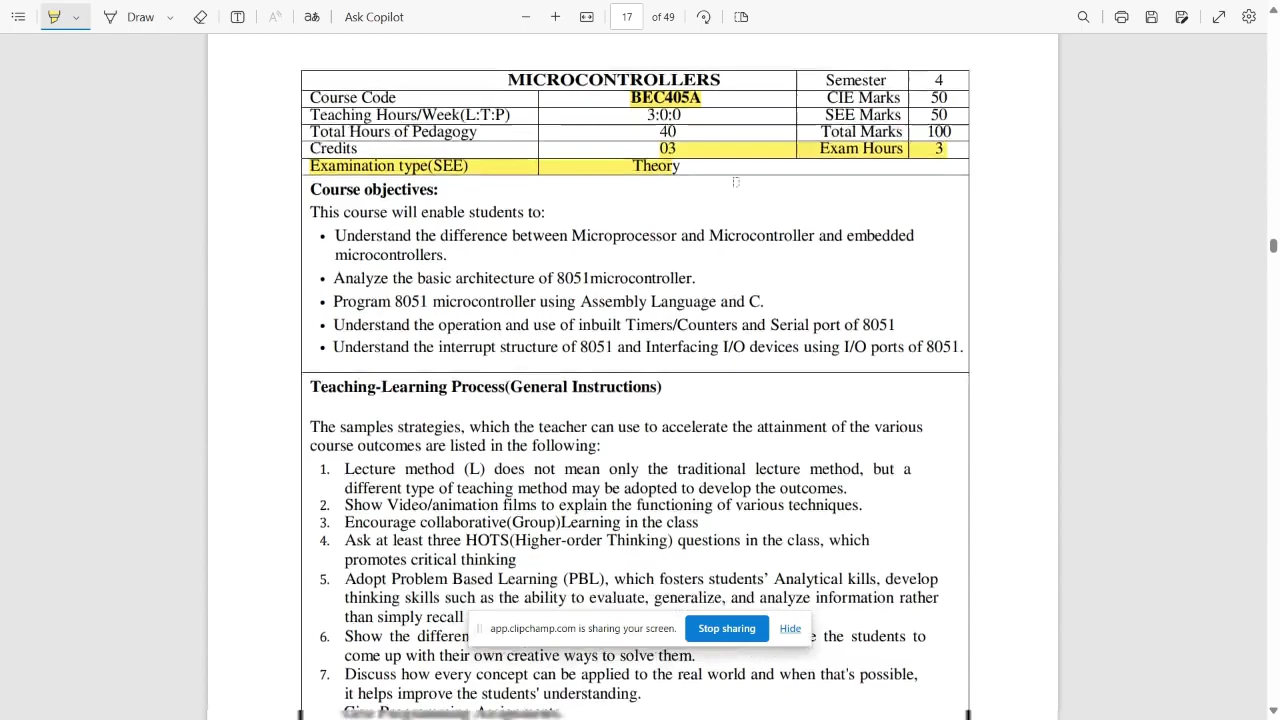 Draw
Ask Copilot
17 of 49
MICROCONTROLLERS Semester 4
Course Code BEC405A CIE Marks 50
Teaching Hours/Week(L:T:P) 3:0:0 SEE Marks 50
Total Hours of Pedagogy 40 Total Marks 100
Credits 03 Exam Hours 3
Examination type(SEE) Theory
Course objectives:
This course will enable students to:
• Understand the difference between Microprocessor and Microcontroller and embedded
microcontrollers.
• Analyze the basic architecture of 8051microcontroller.
• Program 8051 microcontroller using Assembly Language and C.
• Understand the operation and use of inbuilt Timers/Counters and Serial port of 8051
• Understand the interrupt structure of 8051 and Interfacing I/O devices using I/O ports of 8051.
Teaching-Learning Process(General Instructions)
The samples strategies, which the teacher can use to accelerate the attainment of the various
course outcomes are listed in the following:
1. Lecture method (L) does not mean only the traditional lecture method, but a
different type of teaching method may be adopted to develop the outcomes.
2. Show Video/animation films to explain the functioning of various techniques.
3. Encourage collaborative(Group)Learning in the class
4. Ask at least three HOTS(Higher-order Thinking) questions in the class, which
promotes critical thinking
5. Adopt Problem Based Learning (PBL), which fosters students’ Analytical kills, develop
thinking skills such as the ability to evaluate, generalize, and analyze information rather
than simply recall
app.clipchamp.com is sharing your screen. Stop sharing Hide
6. Show the the students to
come up with their own creative ways to solve them.
7. Discuss how every concept can be applied to the real world and when that's possible,
it helps improve the students' understanding.
Give Programming Assignments.